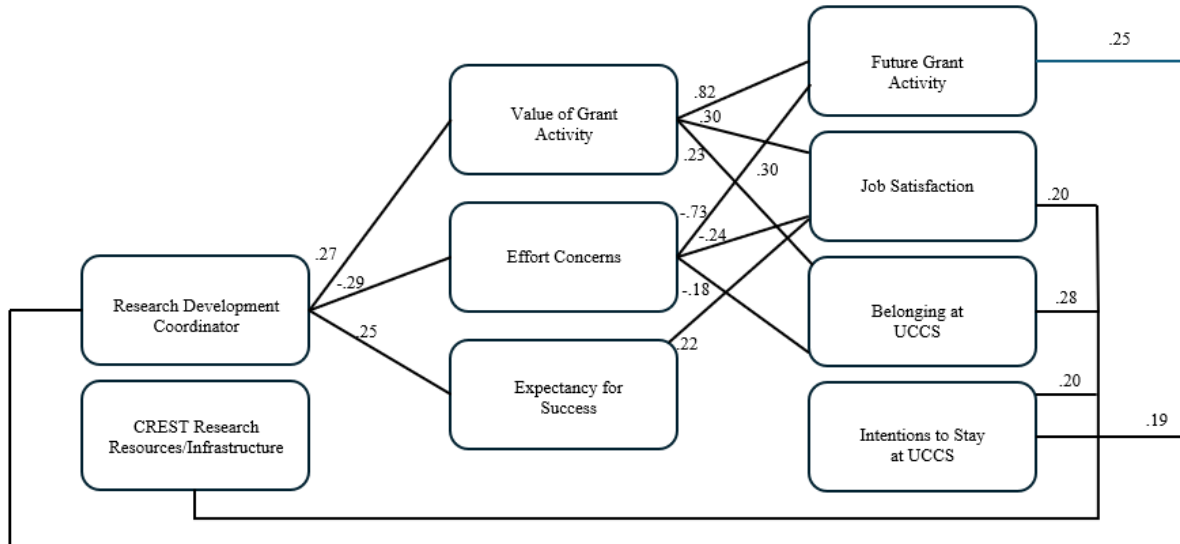 .25
Future Grant
Activity
Value of Grant
Activity
.82
.30
.23
.30
Job Satisfaction
.20
-.73
-.24
-.18
Effort Concerns
.27
-.29
.25
Research Development
Coordinator
Belonging at
UCCS
.28
.22
Expectancy for
Success
.20
CREST Research
Resources/Infrastructure
Intentions to Stay
at UCCS
.19